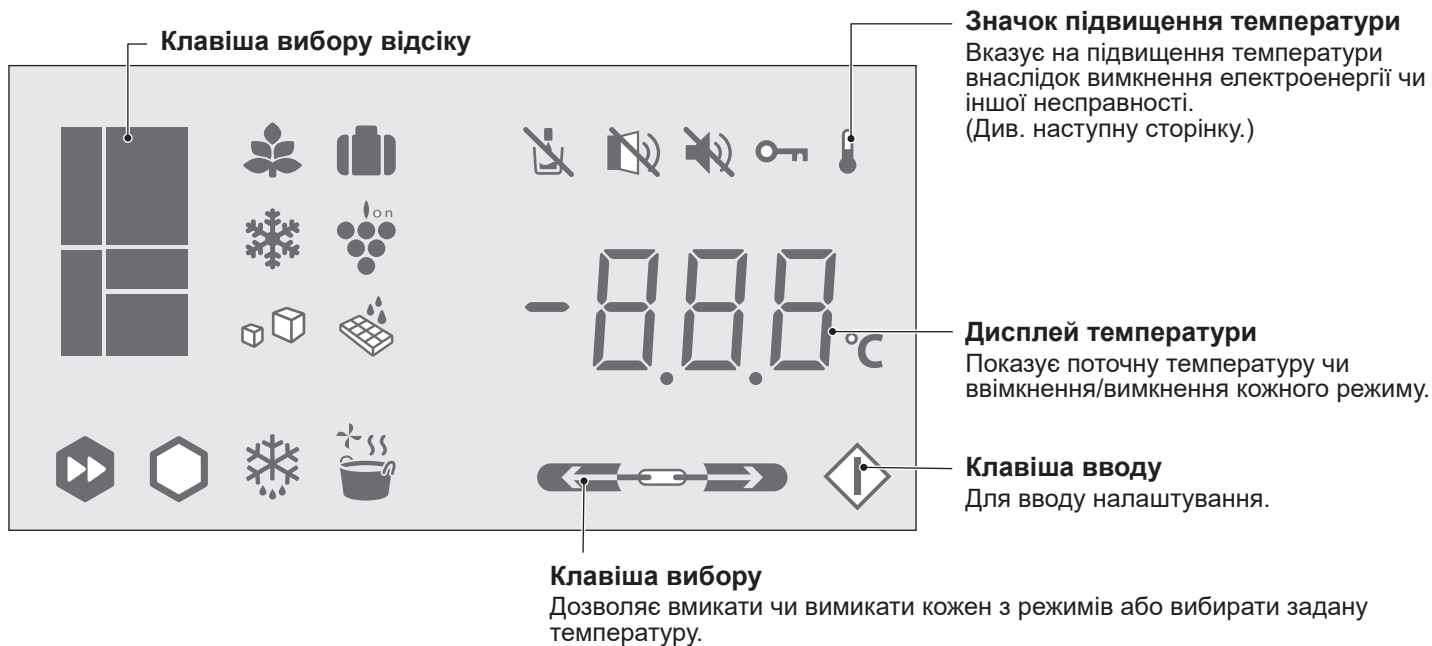 Клавіша вибору відсіку
Значок підвищення температури
Вказує на підвищення температури
внаслідок вимкнення електроенергії чи
іншої несправності.
(Див. наступну сторінку.)
ion
-8.8.8 °C
Дисплей температури
Показує поточну температуру чи
ввімкнення/вимкнення кожного режиму.
Клавіша вводу
Для вводу налаштування.
Клавіша вибору
Дозволяє вмикати чи вимикати кожен з режимів або вибирати задану
температуру.